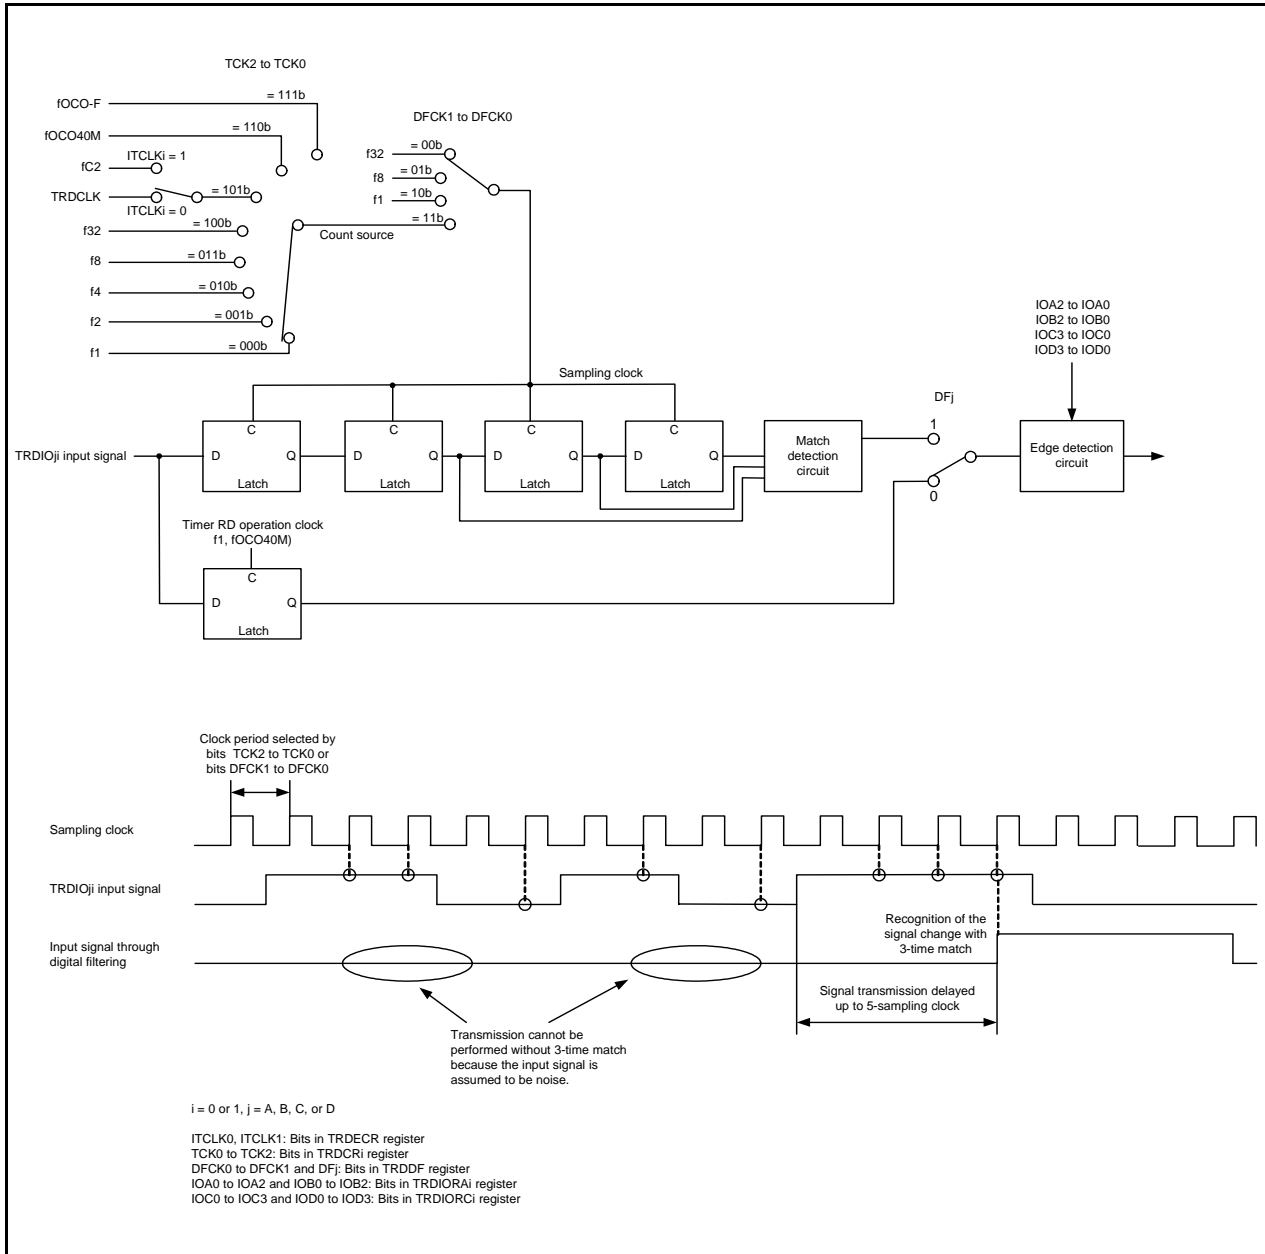 TCK2 to TCK0
fOCO-F
= 111b
fOCO40M
= 110b
fC2
ITCLKi = 1
TRDCLK
= 101b
ITCLKi = 0
f32
= 100b
f8
= 011b
f4
= 010b
f2
= 001b
f1
= 000b
DFCK1 to DFCK0
f32
= 00b
f8
= 01b
f1
= 10b
= 11b
Count source
IOA2 to IOA0
IOB2 to IOB0
IOC3 to IOC0
IOD3 to IOD0
Sampling clock
DFj
TRDIOji input signal
C
D
Q
Latch
C
D
Q
Latch
C
D
Q
Latch
C
D
Q
Latch
Match
detection
circuit
1
0
Edge detection
circuit
Timer RD operation clock
f1, fOCO40M)
C
D
Q
Latch
Clock period selected by
bits TCK2 to TCK0 or
bits DFCK1 to DFCK0
Sampling clock
TRDIOji input signal
Input signal through
digital filtering
Recognition of the
signal change with
3-time match
Signal transmission delayed
up to 5-sampling clock
Transmission cannot be
performed without 3-time match
because the input signal is
assumed to be noise.
i = 0 or 1, j = A, B, C, or D
ITCLK0, ITCLK1: Bits in TRDECR register
TCK0 to TCK2: Bits in TRDCRi register
DFCK0 to DFCK1 and DFj: Bits in TRDDF register
IOA0 to IOA2 and IOB0 to IOB2: Bits in TRDIORAi register
IOC0 to IOC3 and IOD0 to IOD3: Bits in TRDIORCi register